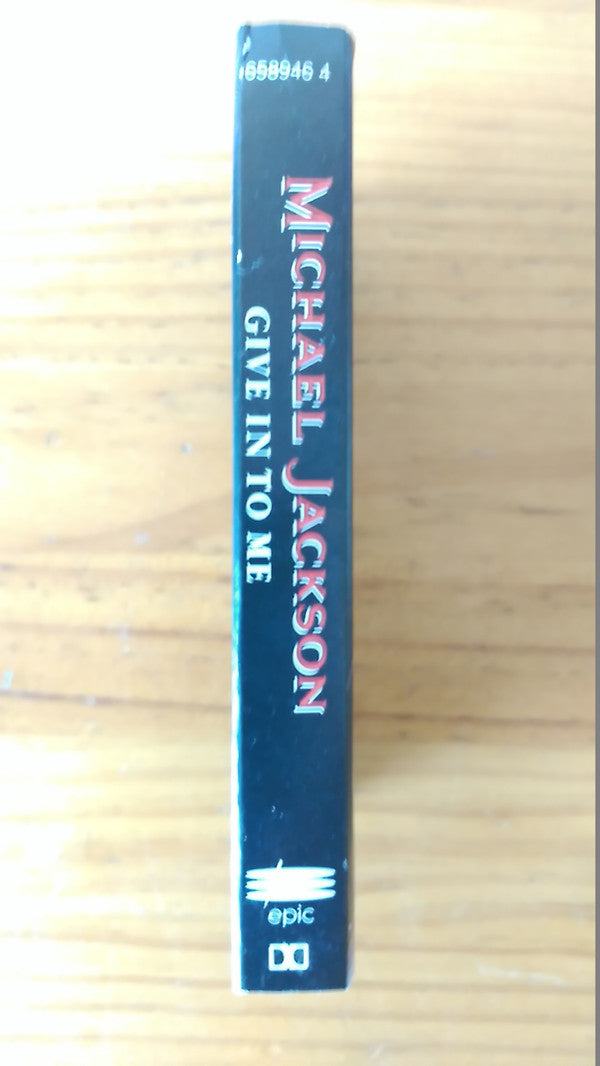 658946 4
MICHAEL JACKSON
GIVE IN TO ME
epic